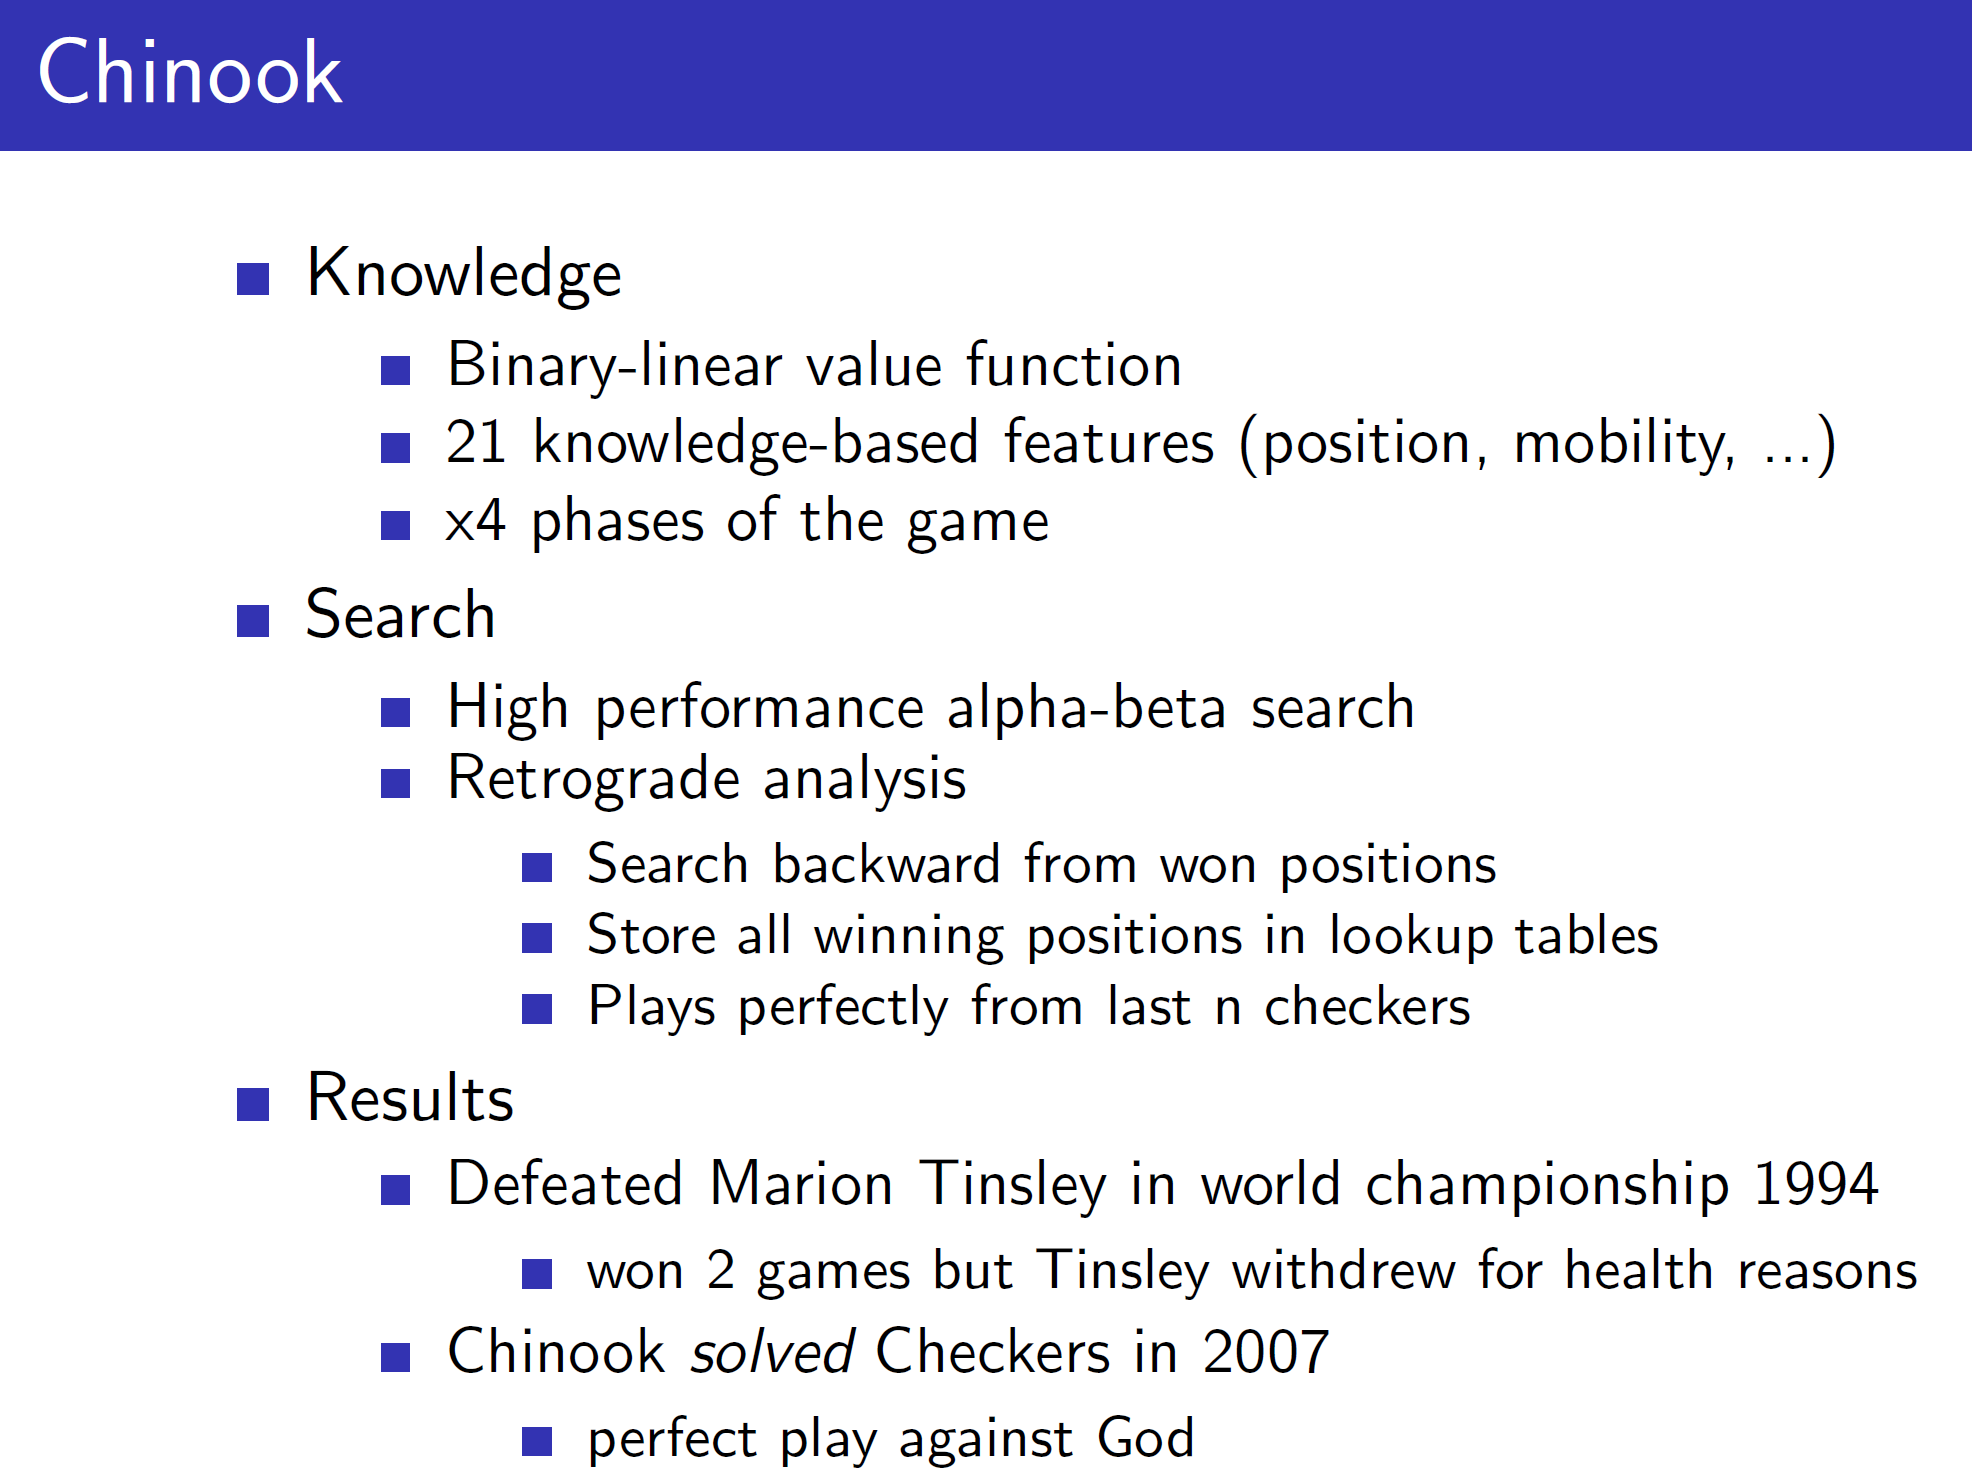 Chinook
Knowledge
Binary-linear value function
21 knowledge-based features (position, mobility, ...)
x4 phases of the game
Search
High performance alpha-beta search
Retrograde analysis
Search backward from won positions
Store all winning positions in lookup tables
Plays perfectly from last n checkers
Results
Defeated Marion Tinsley in world championship 1994
won 2 games but Tinsley withdrew for health reasons
Chinook solved Checkers in 2007
perfect play against God